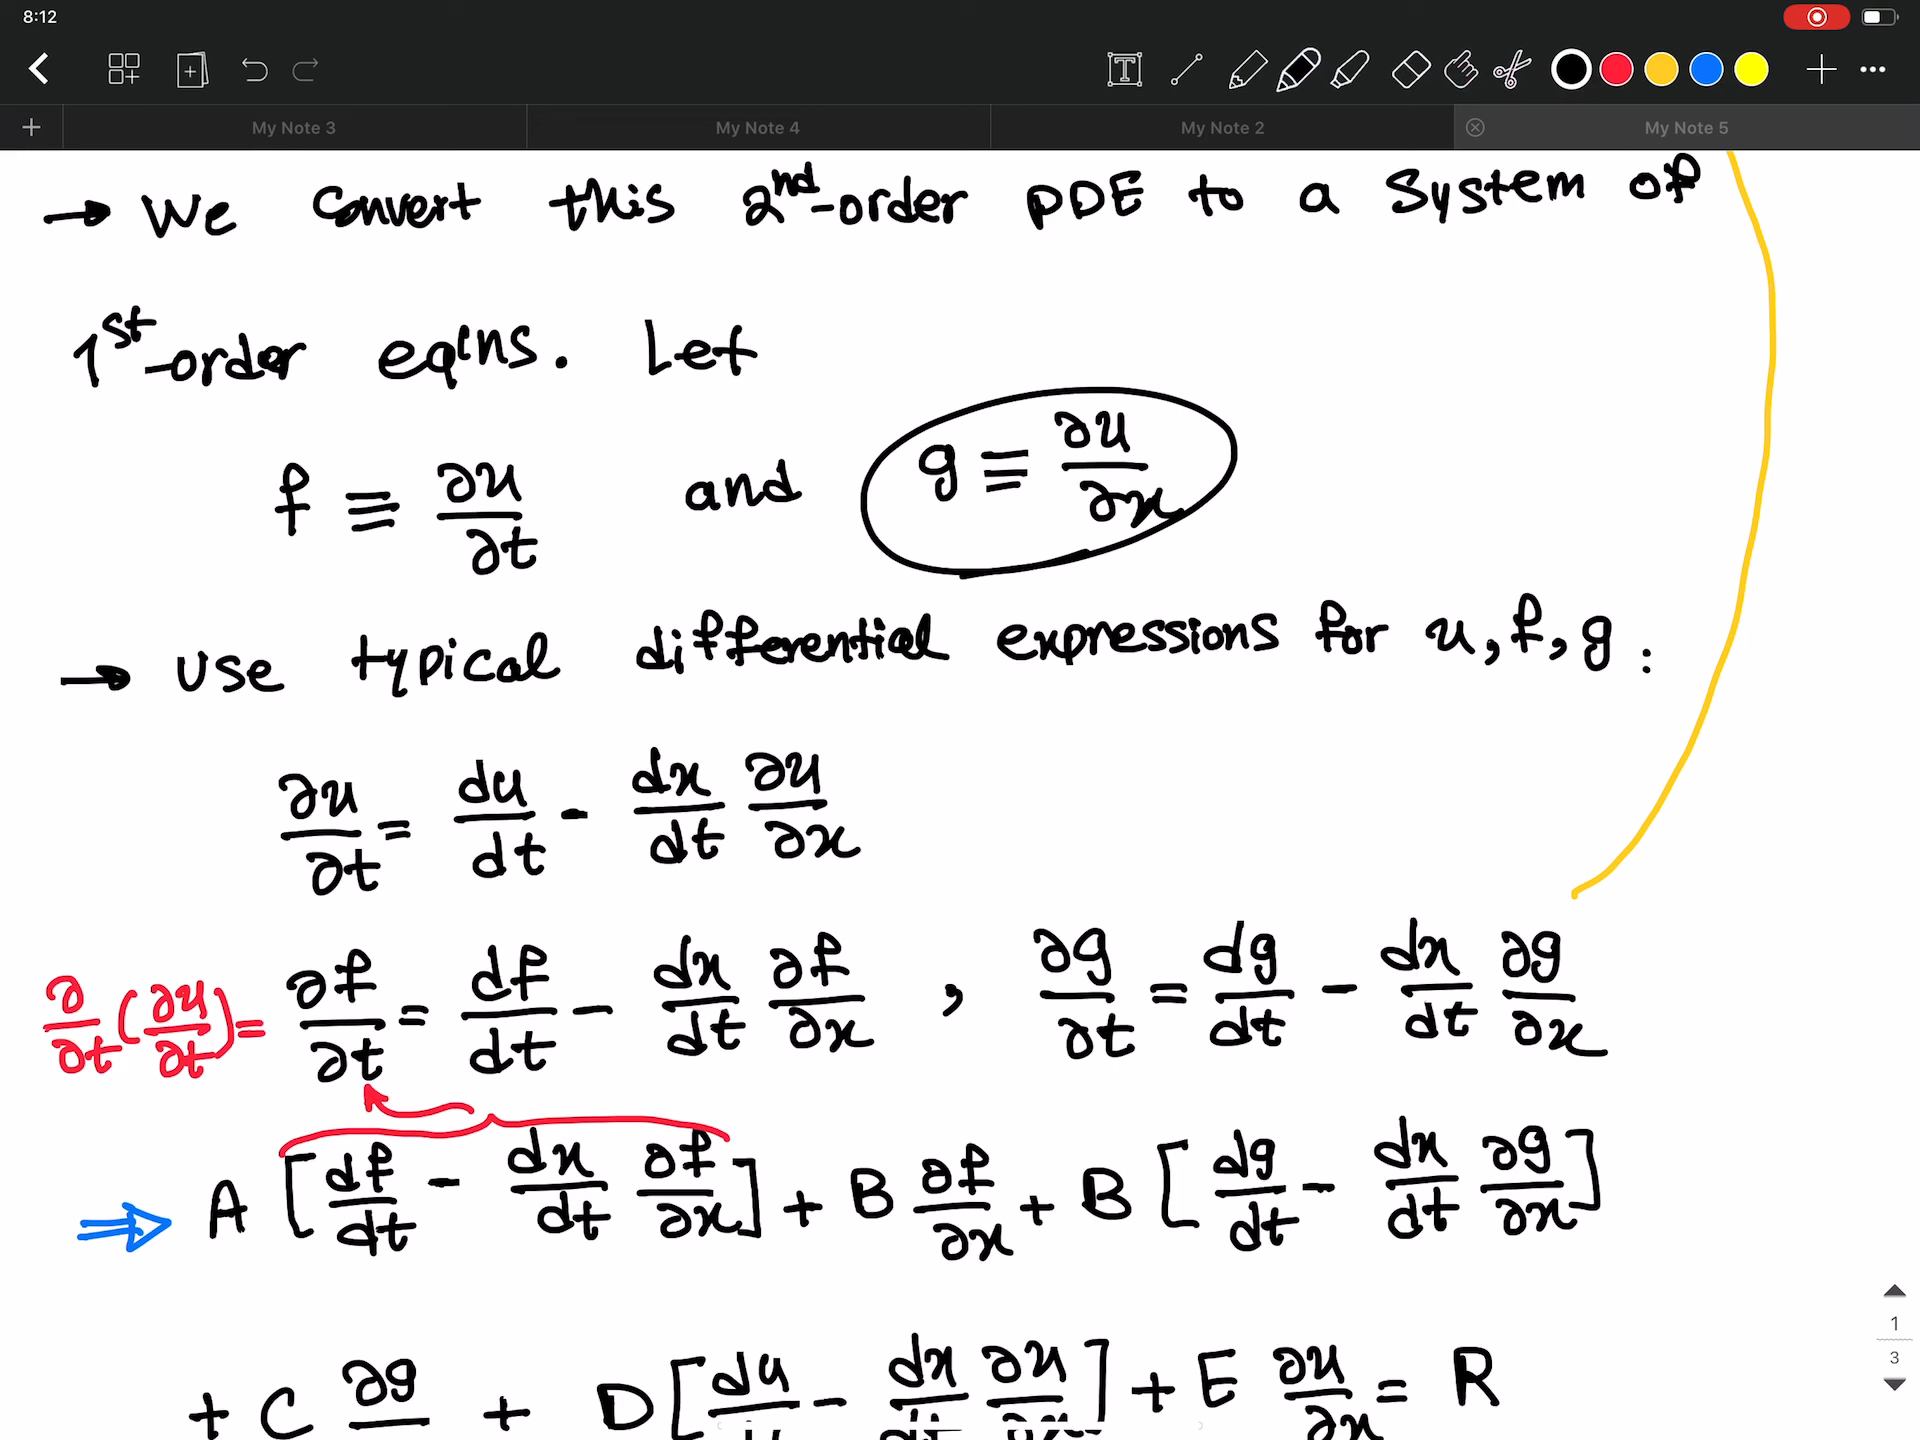 8:12
My Note 3 My Note 4 My Note 2 My Note 5
→ We convert this 2nd-order PDE to a system of
1st-order eq'ns. Let
f ≡ ∂u/∂t and g ≡ ∂u/∂x
→ Use typical differential expressions for u, f, g :
∂u/∂t = du/dt - dx/dt ∂u/∂x
∂/∂t (∂u/∂t) = ∂f/∂t = df/dt - dx/dt ∂f/∂x , ∂g/∂t = dg/dt - dx/dt ∂g/∂x
⇒ A [df/dt - dx/dt ∂f/∂x] + B ∂f/∂x + B [dg/dt - dx/dt ∂g/∂x]
+ C ∂g + D [du - dx/dt ∂u/∂x] + E ∂u/∂x = R
1
3